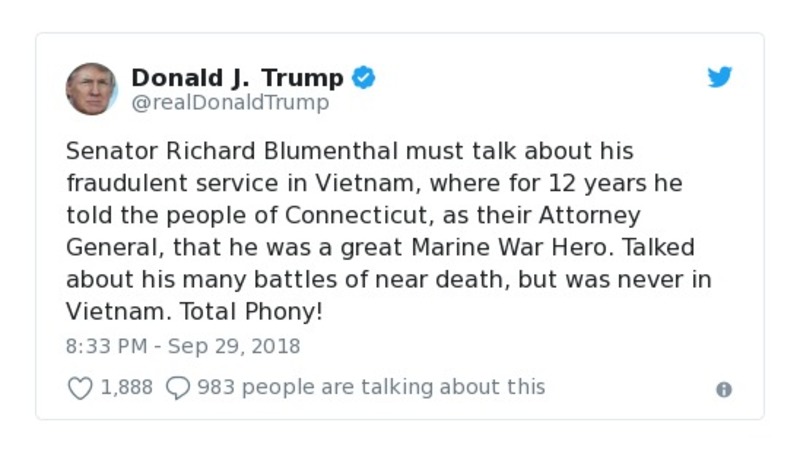 Donald J. Trump
@realDonaldTrump
Senator Richard Blumenthal must talk about his
fraudulent service in Vietnam, where for 12 years he
told the people of Connecticut, as their Attorney
General, that he was a great Marine War Hero. Talked
about his many battles of near death, but was never in
Vietnam. Total Phony!
8:33 PM - Sep 29, 2018
1,888 983 people are talking about this